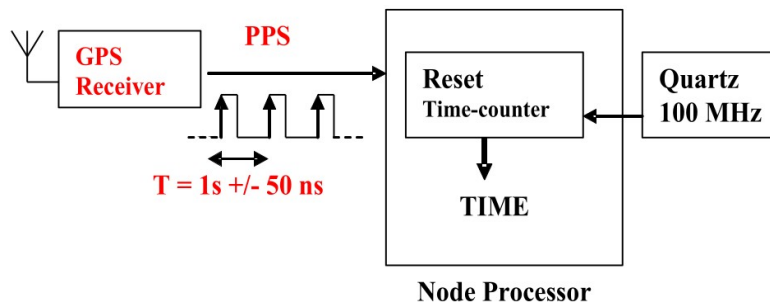 PPS
GPS
Receiver
Reset
Time-counter
Quartz
100 MHz
T = 1s +/- 50 ns
TIME
Node Processor